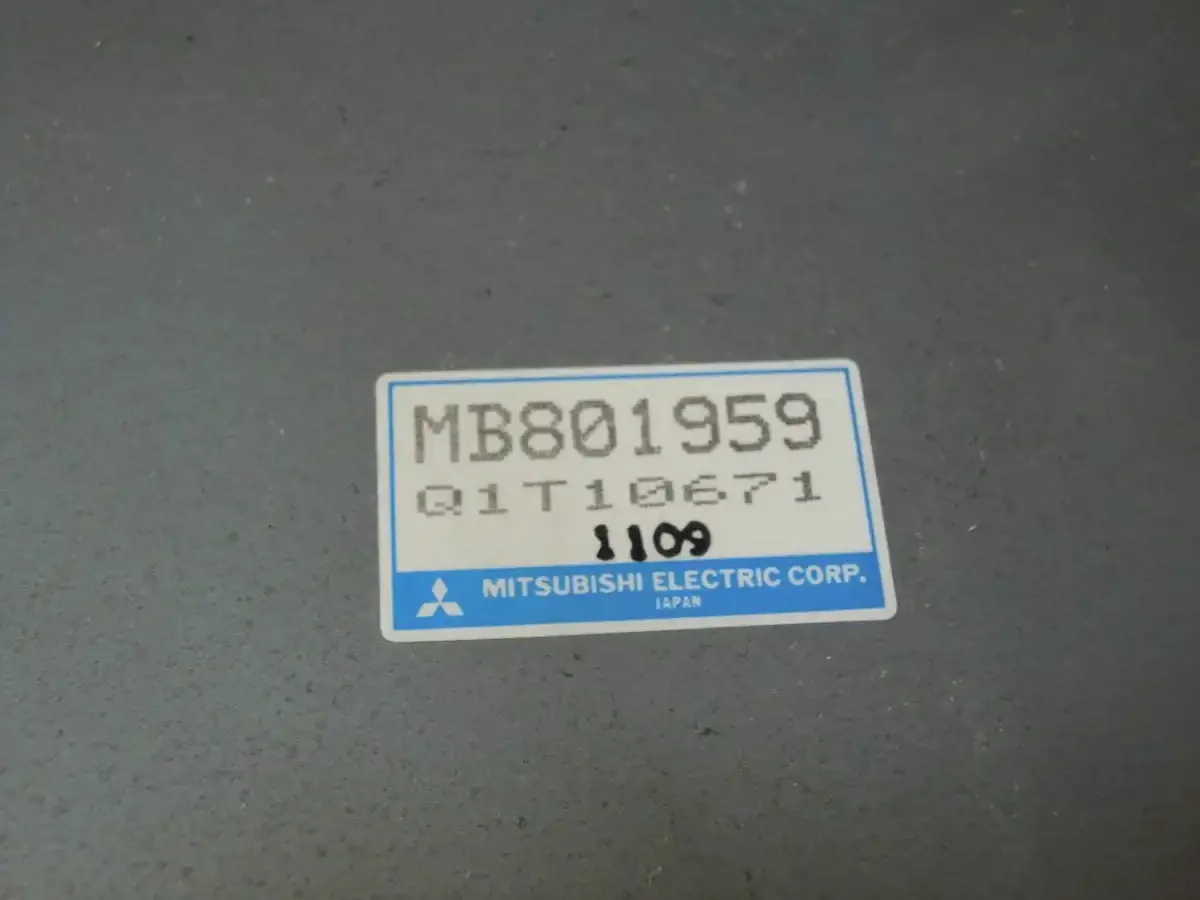 MB801959
Q1T10671
1109
MITSUBISHI ELECTRIC CORP.
JAPAN